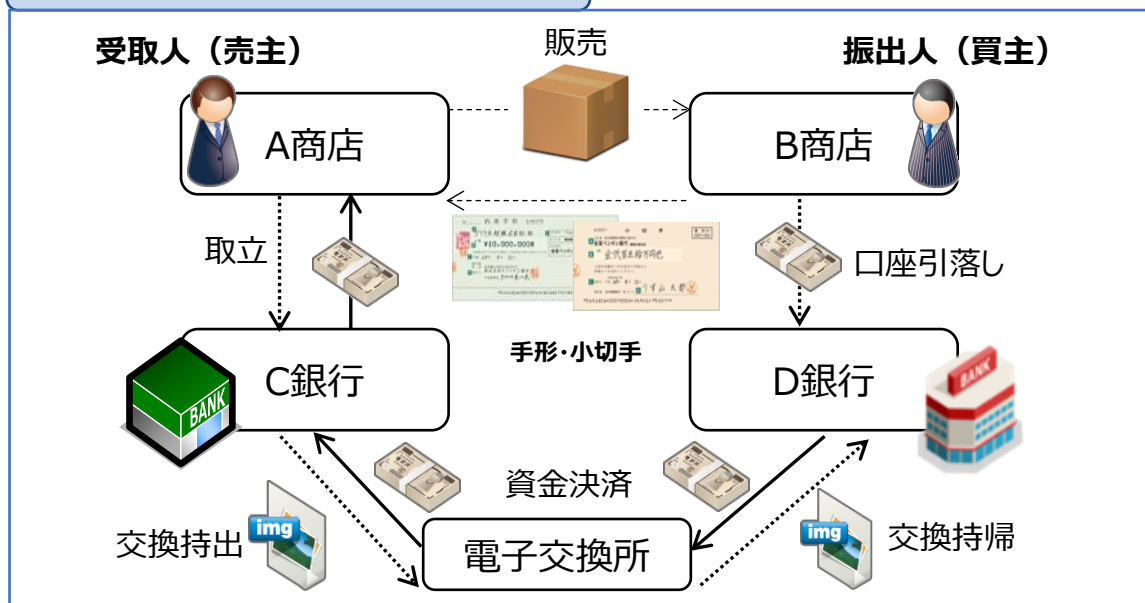 受取人（売主）
販売
振出人（買主）
A商店
B商店
取立
¥10,000,000※
口座引落し
手形・小切手
C銀行
D銀行
BANK
BANK
資金決済
交換持出
img
電子交換所
img
交換持帰